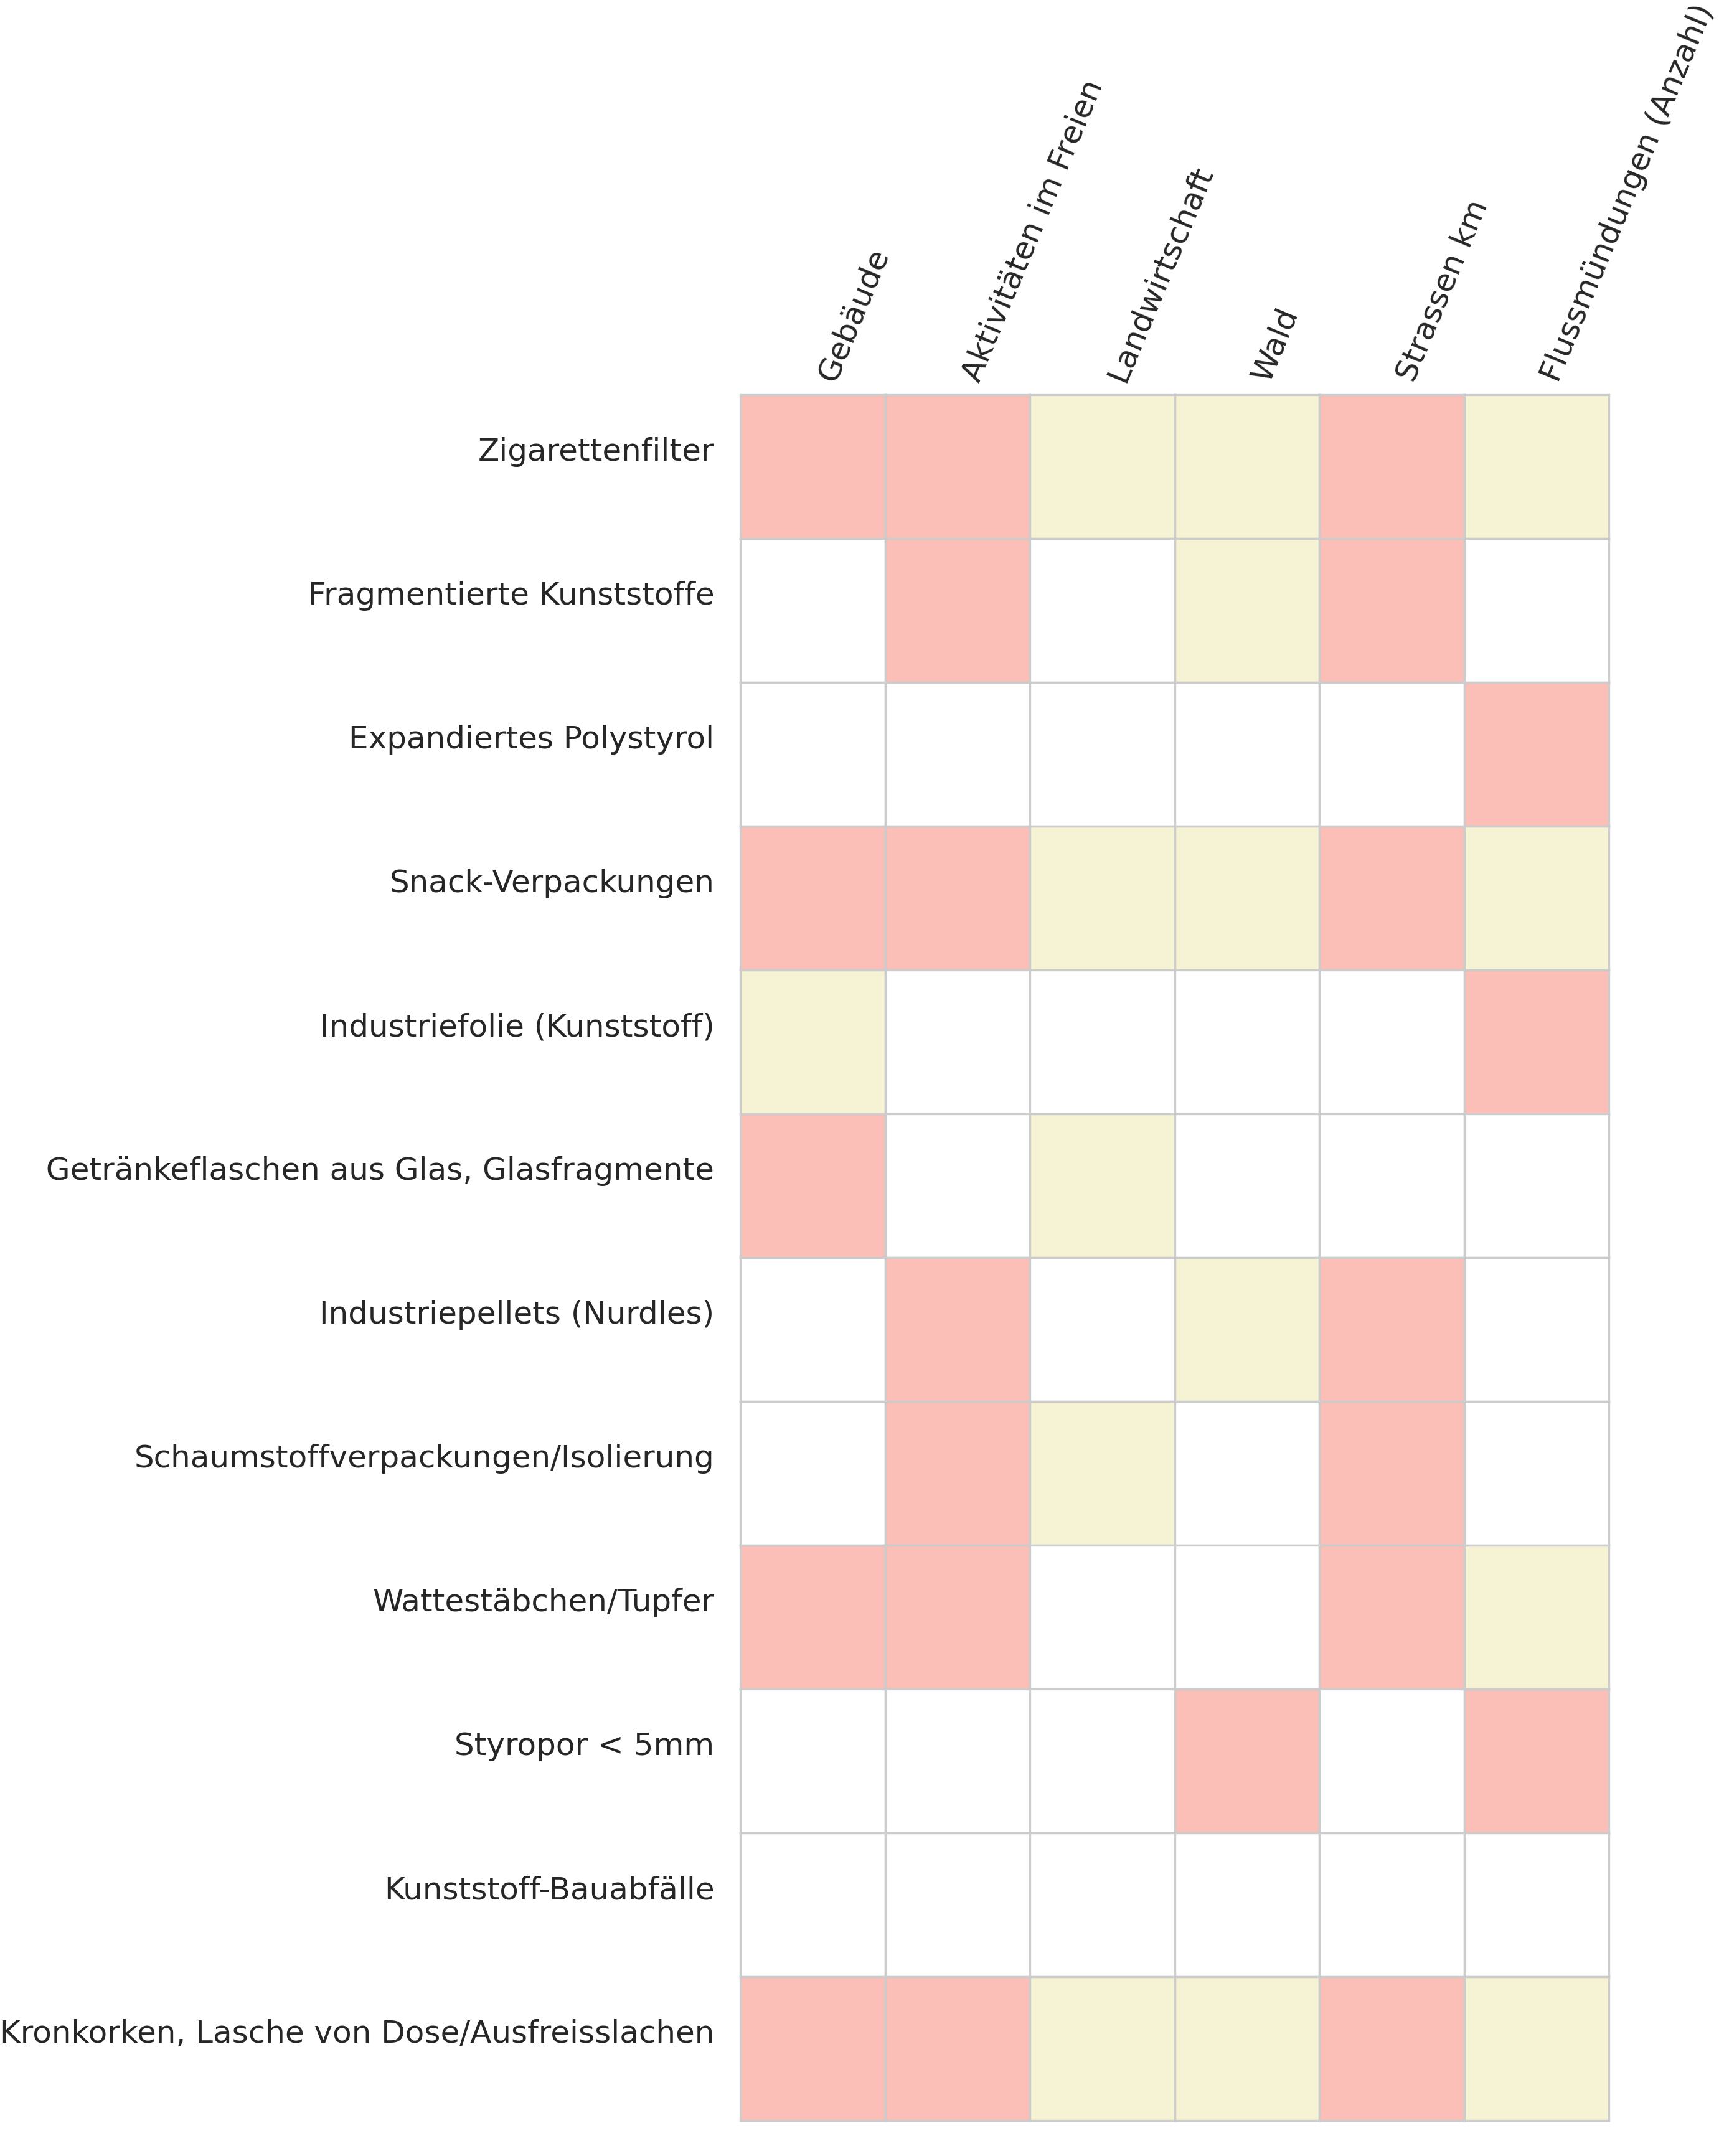 Gebäude
Aktivitäten im Freien
Landwirtschaft
Wald
Strassen km
Flussmündungen (Anzahl)
Zigarettenfilter
Fragmentierte Kunststoffe
Expandiertes Polystyrol
Snack-Verpackungen
Industriefolie (Kunststoff)
Getränkeflaschen aus Glas, Glasfragmente
Industriepellets (Nurdles)
Schaumstoffverpackungen/Isolierung
Wattestäbchen/Tupfer
Styropor < 5mm
Kunststoff-Bauabfälle
Kronkorken, Lasche von Dose/Ausfreisslachen